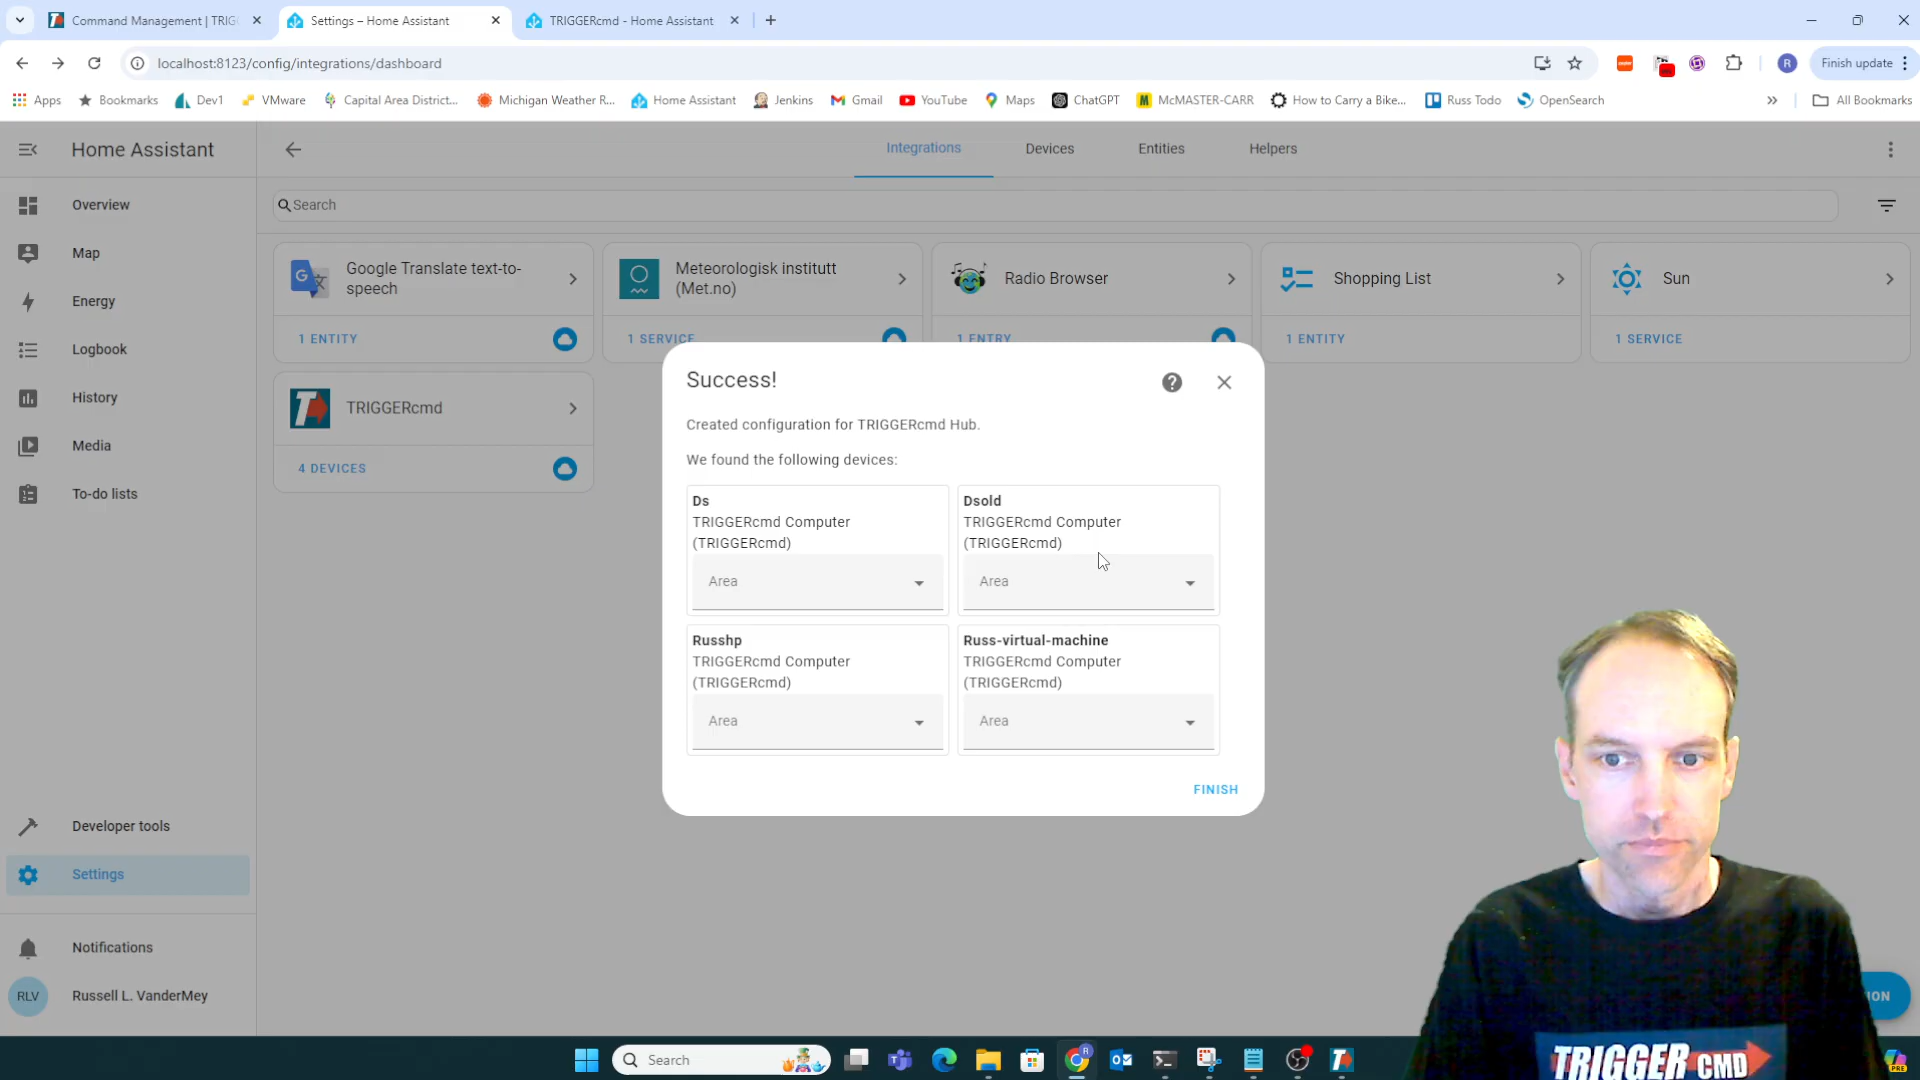 Command Management | TRIG
Settings – Home Assistant
TRIGGERcmd - Home Assistant
localhost:8123/config/integrations/dashboard
R
Finish update
Apps
Bookmarks
Dev1
VMware
Capital Area District...
Michigan Weather R...
Home Assistant
Jenkins
Gmail
YouTube
Maps
ChatGPT
McMASTER-CARR
How to Carry a Bike...
Russ Todo
OpenSearch
All Bookmarks
Home Assistant
Integrations
Devices
Entities
Helpers
Overview
Map
Energy
Logbook
History
Media
To-do lists
Developer tools
Settings
Notifications
RLV
Russell L. VanderMey
Search
Google Translate text-to-
speech
1 ENTITY
Meteorologisk institutt
(Met.no)
1 SERVICE
Radio Browser
1 ENTRY
Shopping List
1 ENTITY
Sun
1 SERVICE
TRIGGERcmd
4 DEVICES
Success!
Created configuration for TRIGGERcmd Hub.
We found the following devices:
Ds
TRIGGERcmd Computer
(TRIGGERcmd)
Area
Dsold
TRIGGERcmd Computer
(TRIGGERcmd)
Area
Russhp
TRIGGERcmd Computer
(TRIGGERcmd)
Area
Russ-virtual-machine
TRIGGERcmd Computer
(TRIGGERcmd)
Area
FINISH
ION
TRIGGER CMD
Search
PRE